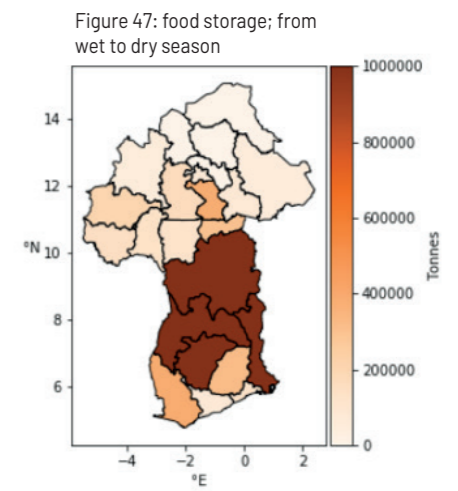 Figure 47: food storage; from
wet to dry season
14
12
°N 10
8
6
−4 −2 0 2
°E
1000000
800000
600000
400000
200000
0
Tonnes